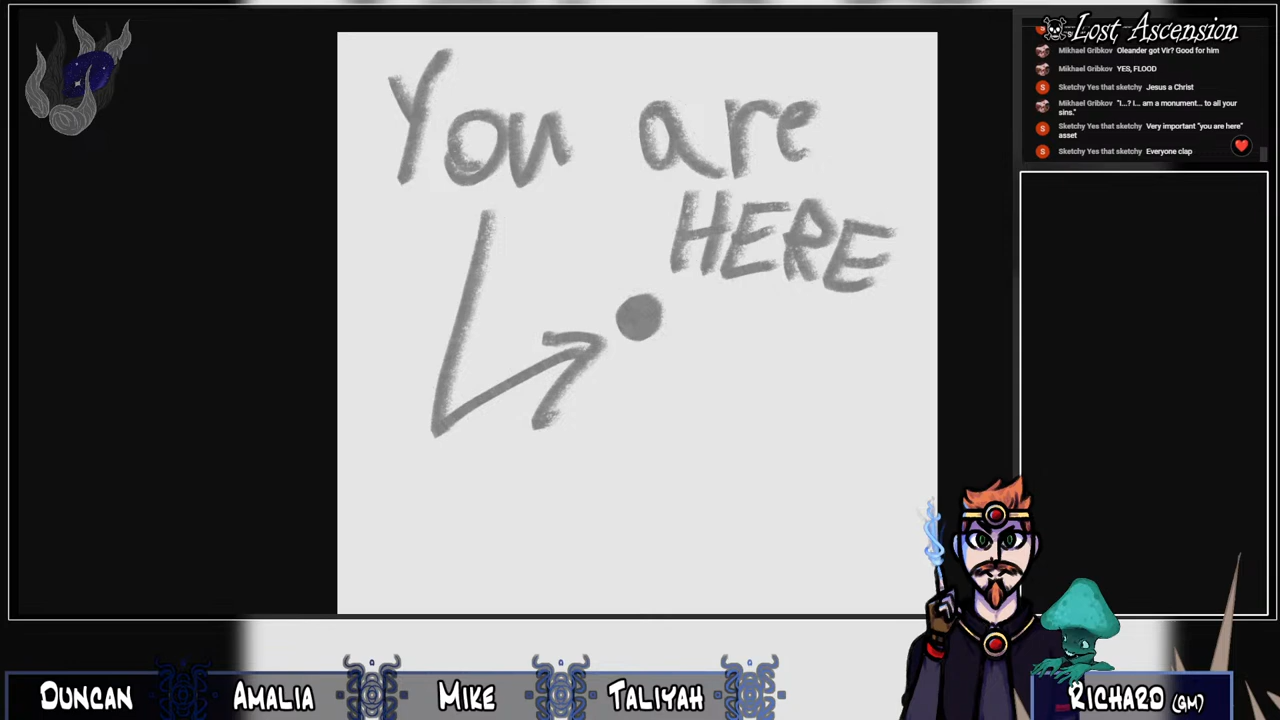 You are
HERE
Lost Ascension
Mikhael Gribkov Oleander got Vir? Good for him
Mikhael Gribkov YES, FLOOD
Sketchy Yes that sketchy Jesus a Christ
Mikhael Gribkov "I...? I... am a monument... to all your
sins."
Sketchy Yes that sketchy Very important "you are here"
asset
Sketchy Yes that sketchy Everyone clap
Duncan
Amalia
Mike
Taliyah
Richard (GM)